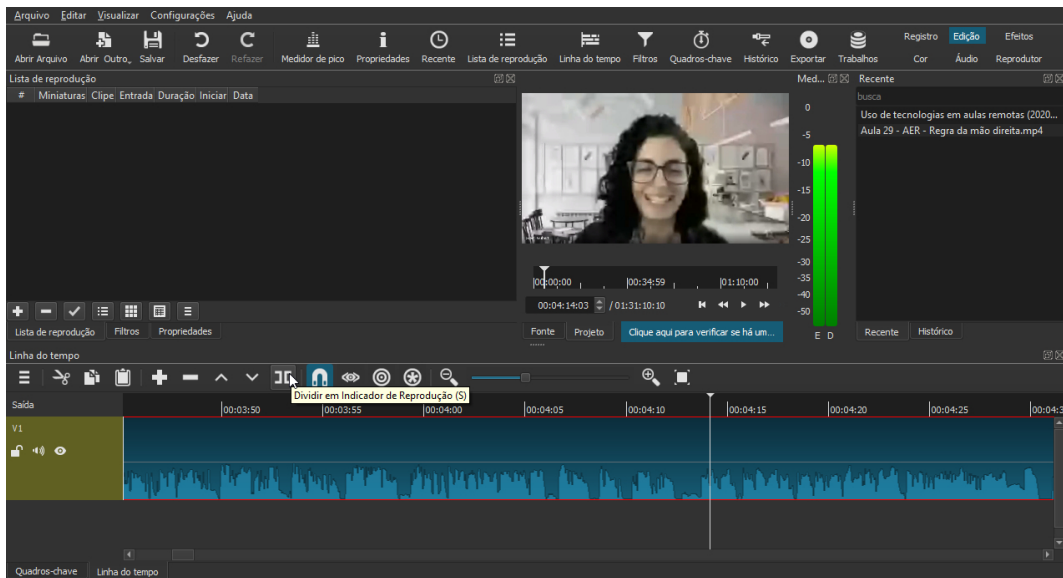 Arquivo Editar Visualizar Configurações Ajuda
Abrir Arquivo Abrir Outro_ Salvar Desfazer Refazer Medidor de pico Propriedades Recente Lista de reprodução Linha do tempo Filtros Quadros-chave Histórico Exportar Trabalhos
Registro Edição Efeitos
Cor Áudio Reprodutor
Lista de reprodução
# Miniaturas Clipe Entrada Duração Iniciar Data
Lista de reprodução Filtros Propriedades
00:00:00 00:34:59 01:10:00
00:04:14:03 / 01:31:10:10
Fonte Projeto Clique aqui para verificar se há um...
Med...
0
-5
-10
-15
-20
-25
-30
-35
-40
-50
E D
Recente
busca
Uso de tecnologias em aulas remotas (2020...
Aula 29 - AER - Regra da mão direita.mp4
Recente Histórico
Linha do tempo
Dividir em Indicador de Reprodução (S)
Saída
00:03:50 00:03:55 00:04:00 00:04:05 00:04:10 00:04:15 00:04:20 00:04:25 00:04:3
V1
Quadros-chave Linha do tempo